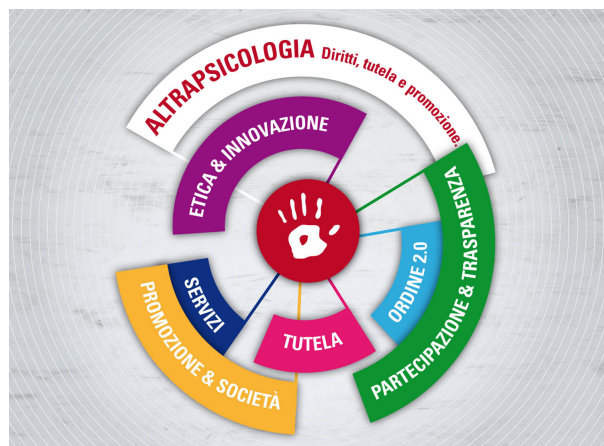 ALTRAPSICOLOGIA Diritti, tutela e promozione.
ETICA & INNOVAZIONE
PARTECIPAZIONE & TRASPARENZA
ORDINE 2.0
TUTELA
SERVIZI
PROMOZIONE & SOCIETÀ